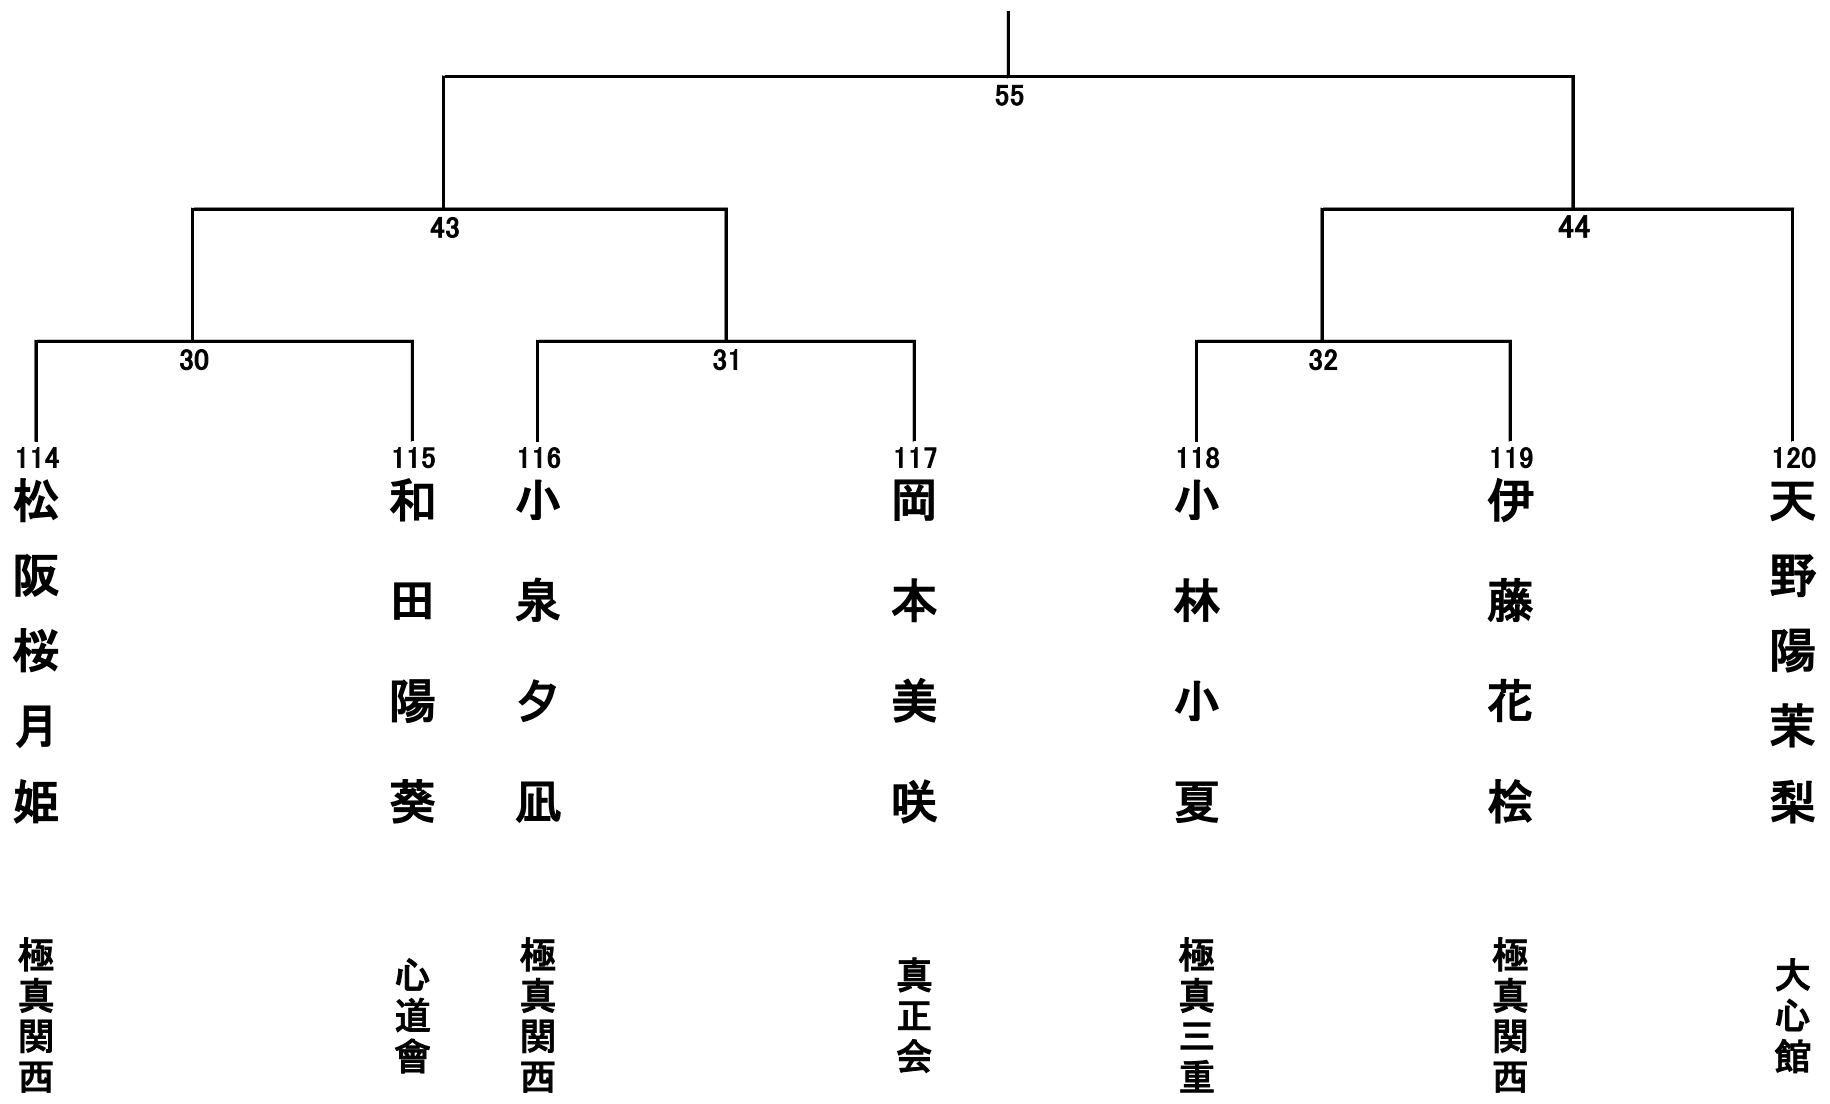 55
43
44
30
31
32
114
115
116
117
118
119
120
松阪桜月姫
和田陽葵
小泉夕凪
岡本美咲
小林小夏
伊藤花桧
天野陽茉梨
極真関西
心道會
極真関西
真正会
極真三重
極真関西
大心館